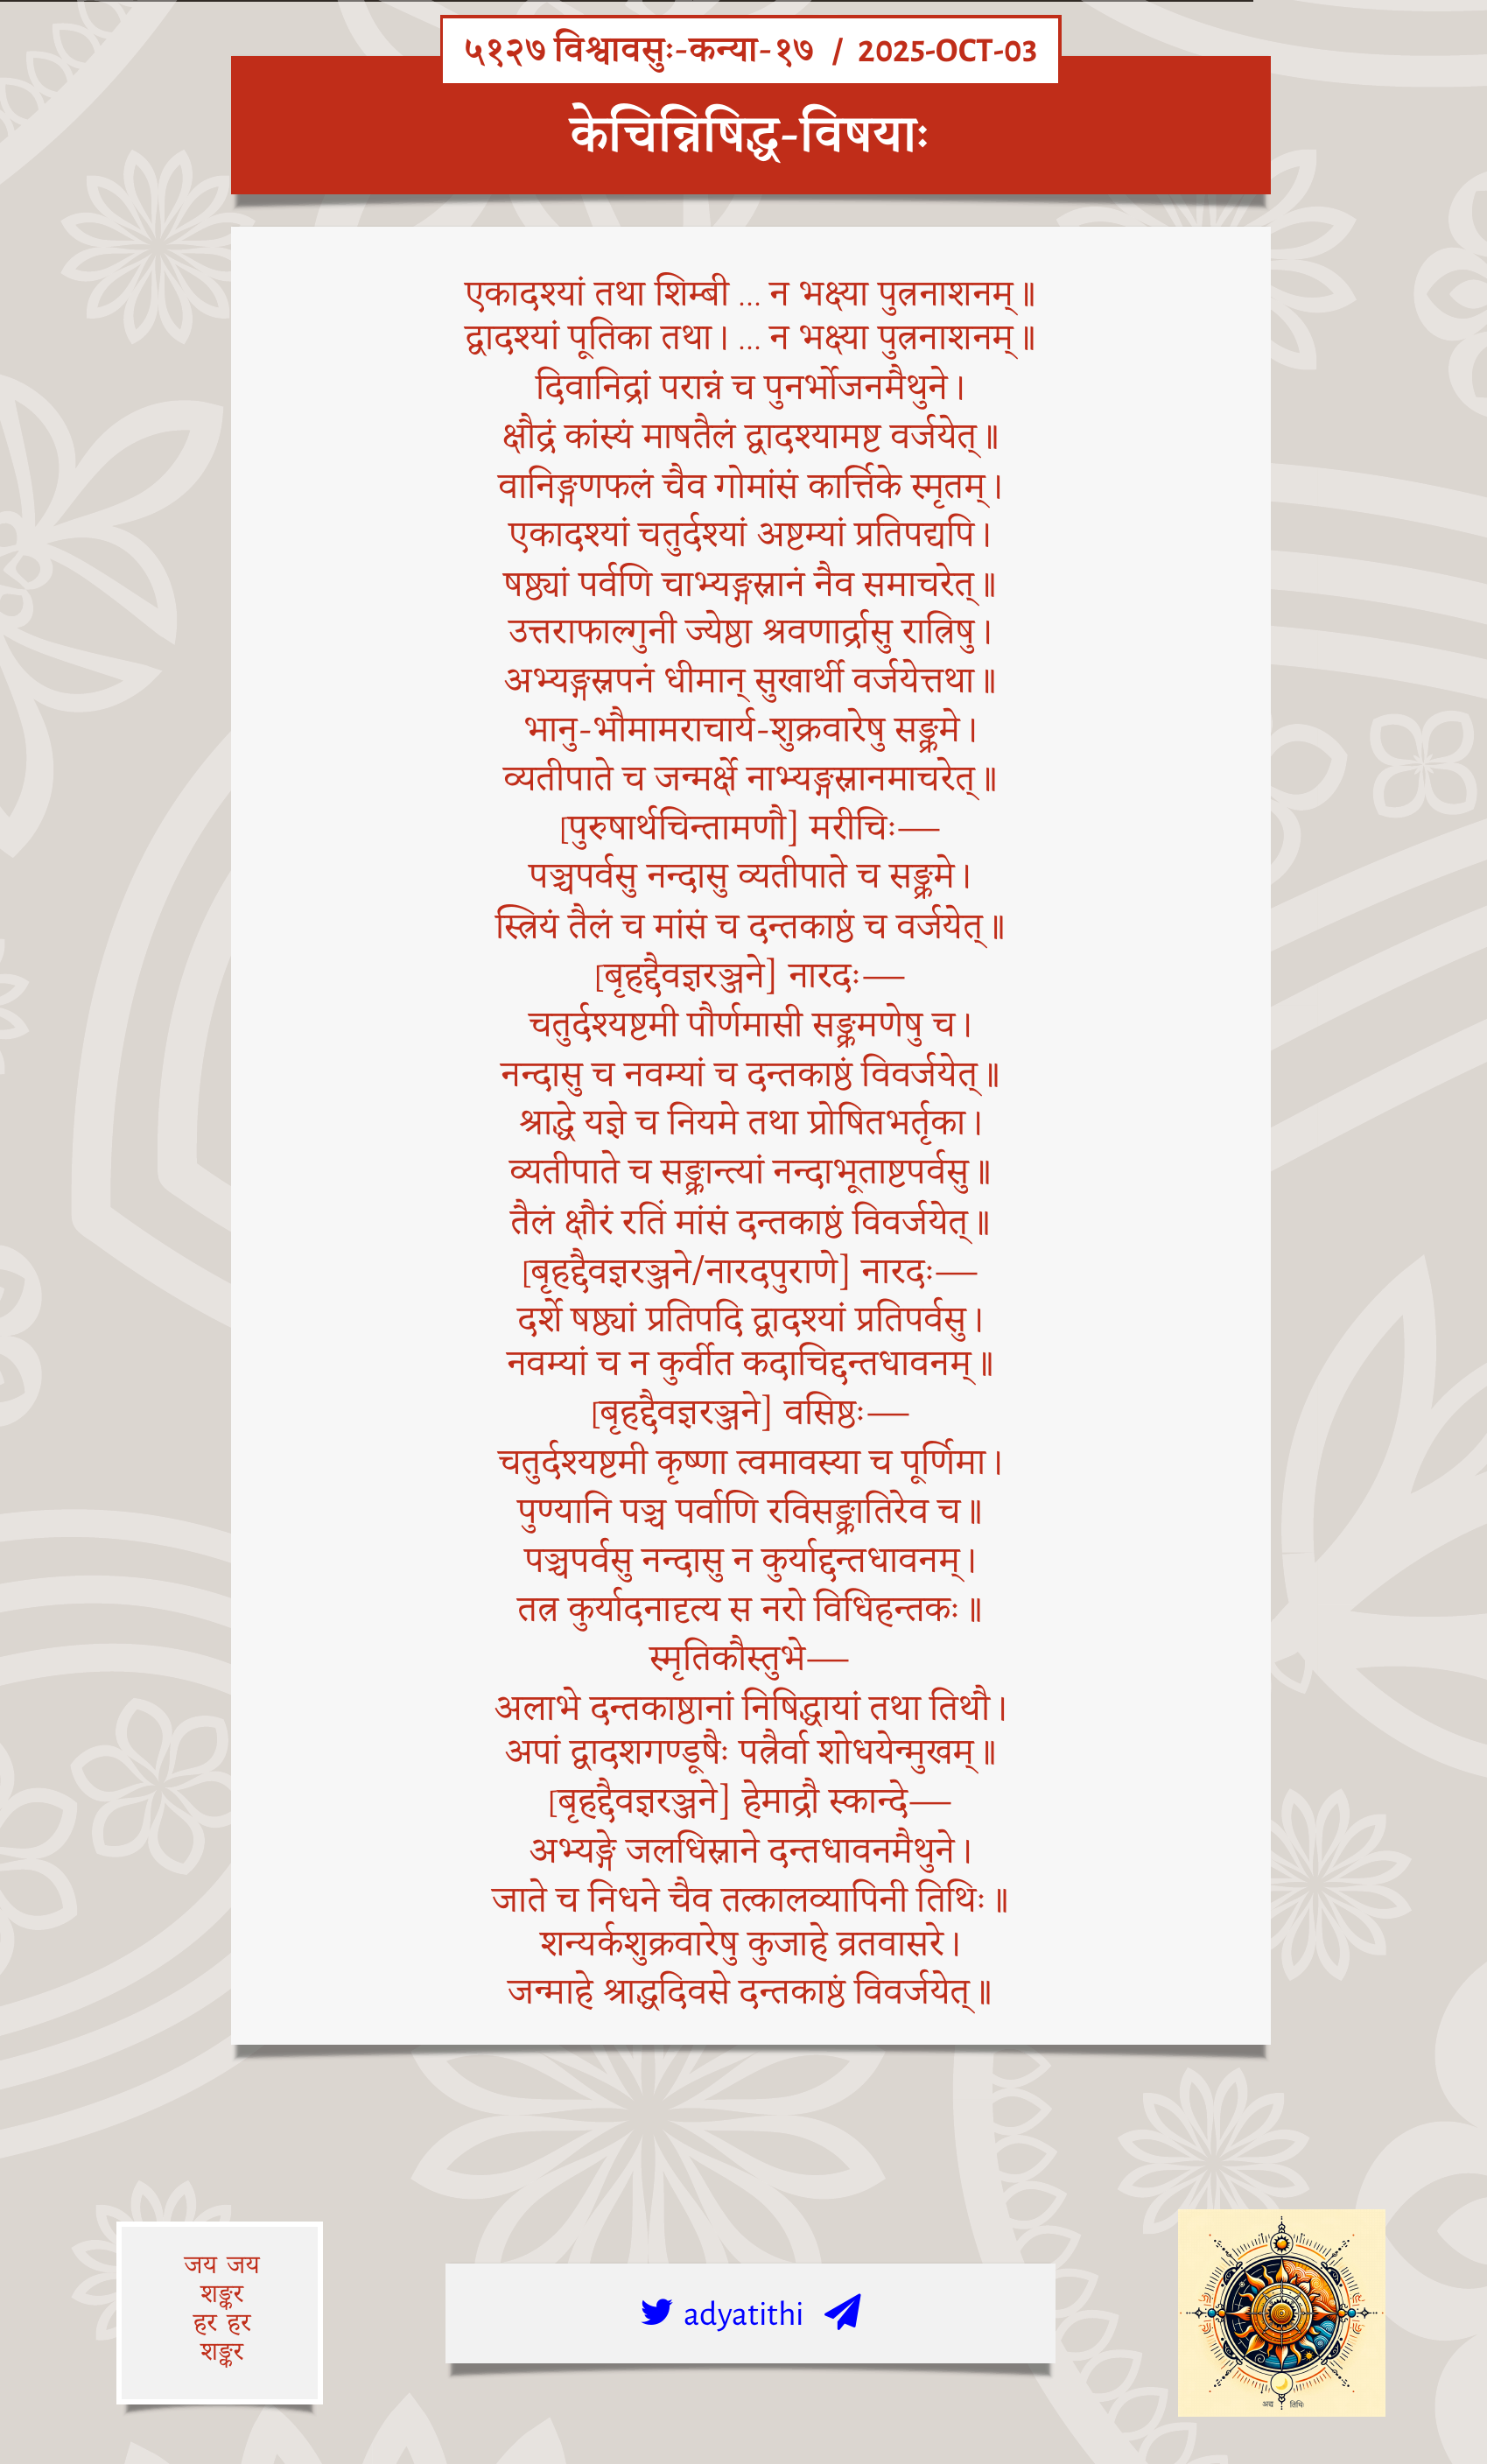 ५१२७ विश्वावसुः-कन्या-१७ / 2025-OCT-03
केचिन्निषिद्ध-विषयाः
एकादश्यां तथा शिम्बी … न भक्ष्या पुत्रनाशनम्॥
द्वादश्यां पूतिका तथा। … न भक्ष्या पुत्रनाशनम्॥
दिवानिद्रां परान्नं च पुनर्भोजनमैथुने।
क्षौद्रं कांस्यं माषतैलं द्वादश्यामष्ट वर्जयेत्॥
वानिङ्गणफलं चैव गोमांसं कार्त्तिके स्मृतम्।
एकादश्यां चतुर्दश्यां अष्टम्यां प्रतिपद्यपि।
षष्ठ्यां पर्वणि चाभ्यङ्गस्नानं नैव समाचरेत्॥
उत्तराफाल्गुनी ज्येष्ठा श्रवणार्द्रासु रात्रिषु।
अभ्यङ्गस्नपनं धीमान् सुखार्थी वर्जयेत्तथा॥
भानु-भौमामराचार्य-शुक्रवारेषु सङ्क्रमे।
व्यतीपाते च जन्मर्क्षे नाभ्यङ्गस्नानमाचरेत्॥
[पुरुषार्थचिन्तामणौ] मरीचिः—
पञ्चपर्वसु नन्दासु व्यतीपाते च सङ्क्रमे।
स्त्रियं तैलं च मांसं च दन्तकाष्ठं च वर्जयेत्॥
[बृहद्दैवज्ञरञ्जने] नारदः—
चतुर्दश्यष्टमी पौर्णमासी सङ्क्रमणेषु च।
नन्दासु च नवम्यां च दन्तकाष्ठं विवर्जयेत्॥
श्राद्धे यज्ञे च नियमे तथा प्रोषितभर्तृका।
व्यतीपाते च सङ्क्रान्त्यां नन्दाभूताष्टपर्वसु॥
तैलं क्षौरं रतिं मांसं दन्तकाष्ठं विवर्जयेत्॥
[बृहद्दैवज्ञरञ्जने/नारदपुराणे] नारदः—
दर्शे षष्ठ्यां प्रतिपदि द्वादश्यां प्रतिपर्वसु।
नवम्यां च न कुर्वीत कदाचिद्दन्तधावनम्॥
[बृहद्दैवज्ञरञ्जने] वसिष्ठः—
चतुर्दश्यष्टमी कृष्णा त्वमावस्या च पूर्णिमा।
पुण्यानि पञ्च पर्वाणि रविसङ्क्रातिरेव च॥
पञ्चपर्वसु नन्दासु न कुर्याद्दन्तधावनम्।
तत्र कुर्यादनादृत्य स नरो विधिहन्तकः॥
स्मृतिकौस्तुभे—
अलाभे दन्तकाष्ठानां निषिद्धायां तथा तिथौ।
अपां द्वादशगण्डूषैः पत्रैर्वा शोधयेन्मुखम्॥
[बृहद्दैवज्ञरञ्जने] हेमाद्रौ स्कान्दे—
अभ्यङ्गे जलधिस्नाने दन्तधावनमैथुने।
जाते च निधने चैव तत्कालव्यापिनी तिथिः॥
शन्यर्कशुक्रवारेषु कुजाहे व्रतवासरे।
जन्माहे श्राद्धदिवसे दन्तकाष्ठं विवर्जयेत्॥
जय जय
शङ्कर
हर हर
शङ्कर
adyatithi
अद्य तिथिः